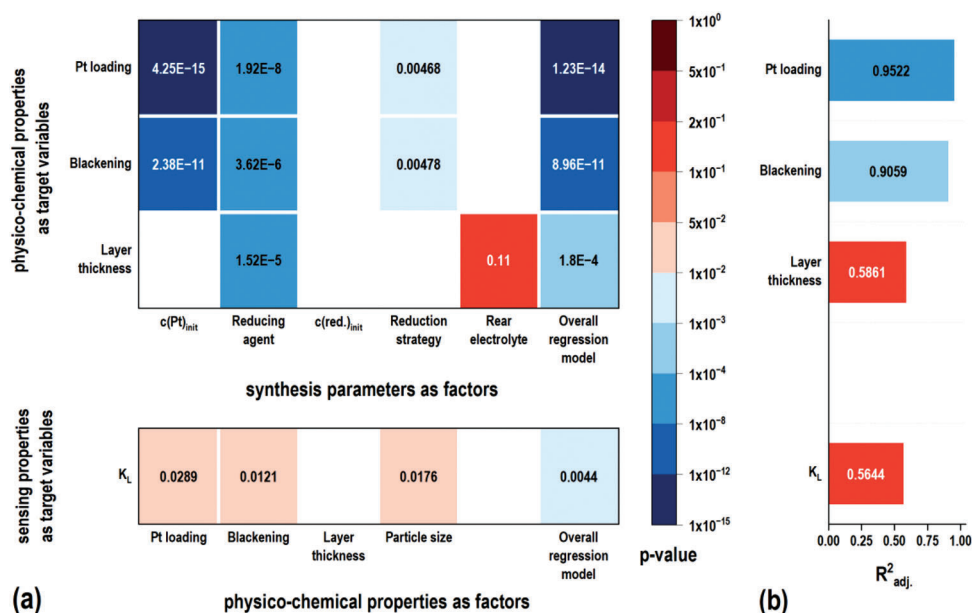 physico-chemical properties
as target variables
Pt loading
4.25E−15
1.92E−8
0.00468
1.23E−14
Blackening
2.38E−11
3.62E−6
0.00478
8.96E−11
Layer
thickness
1.52E−5
0.11
1.8E−4
c(Pt)init
Reducing
agent
c(red.)init
Reduction
strategy
Rear
electrolyte
Overall
regression
model
synthesis parameters as factors
sensing properties
as target variables
KL
0.0289
0.0121
0.0176
0.0044
Pt loading
Blackening
Layer
thickness
Particle size
Overall
regression
model
(a)
physico-chemical properties as factors
1x10⁰
5x10⁻¹
2x10⁻¹
1x10⁻¹
5x10⁻²
1x10⁻²
1x10⁻³
1x10⁻⁴
1x10⁻⁸
1x10⁻¹²
1x10⁻¹⁵
p-value
Pt loading
0.9522
Blackening
0.9059
Layer
thickness
0.5861
KL
0.5644
0.00
0.25
0.50
0.75
1.00
R²adj.
(b)